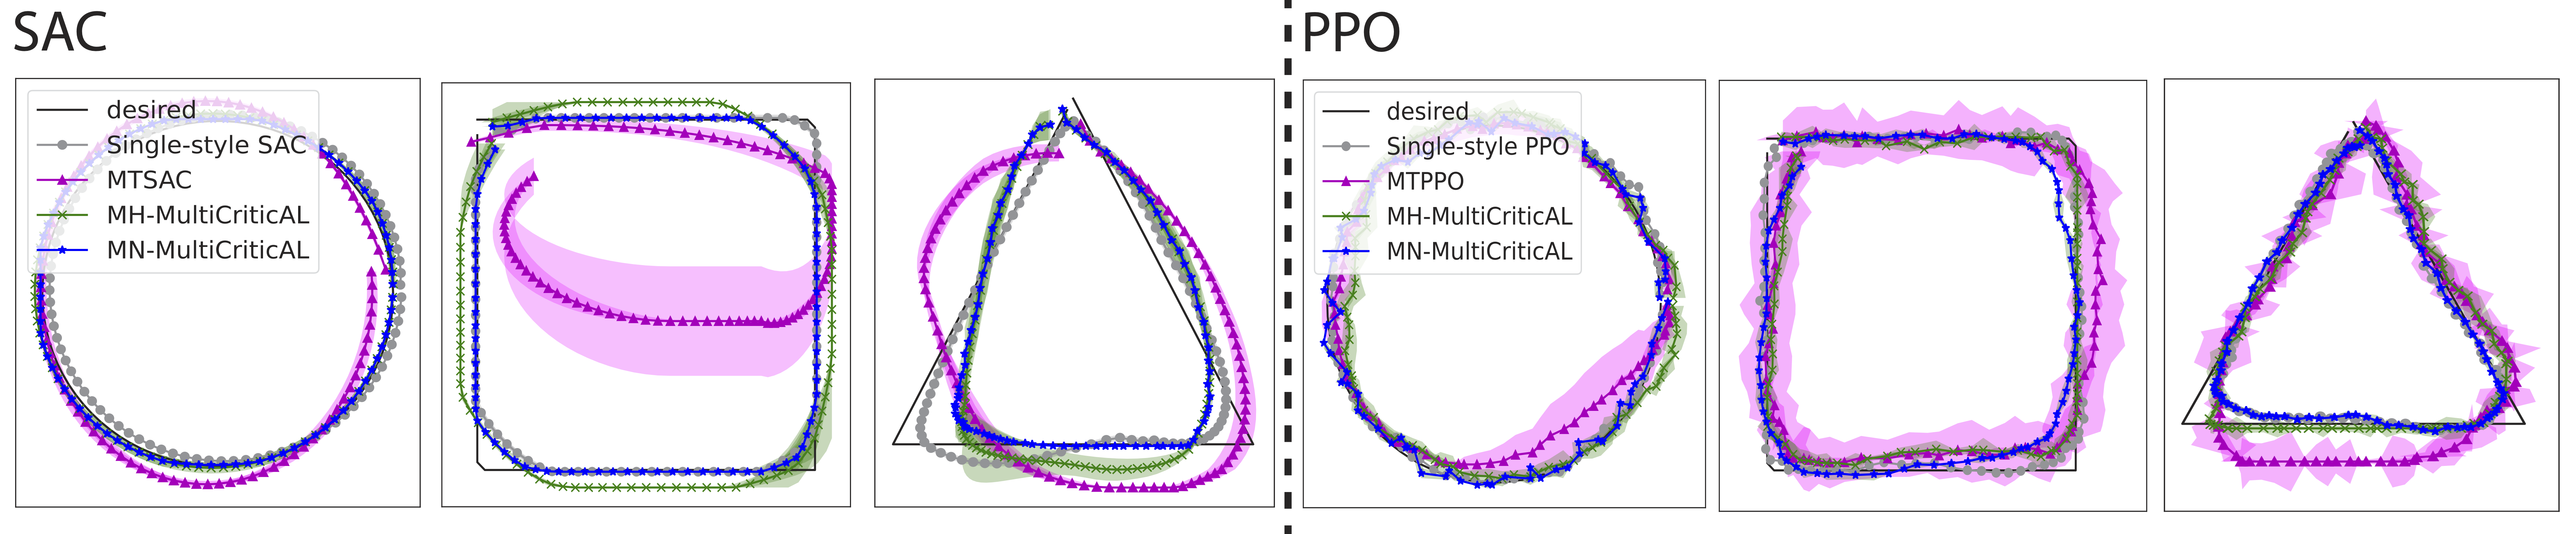 SAC
desired
Single-style SAC
MTSAC
MH-MultiCriticAL
MN-MultiCriticAL
PPO
desired
Single-style PPO
MTPPO
MH-MultiCriticAL
MN-MultiCriticAL